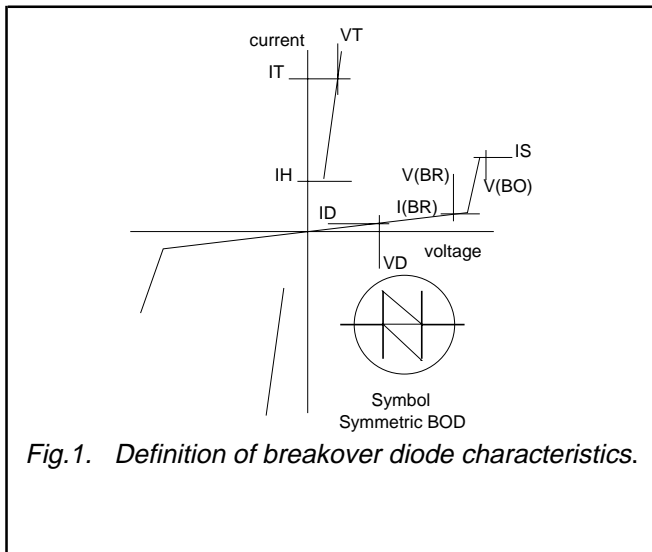 VT
current
IT
IS
IH
V(BR)
V(BO)
I(BR)
ID
voltage
VD
Symbol
Symmetric BOD
Fig.1. Definition of breakover diode characteristics.